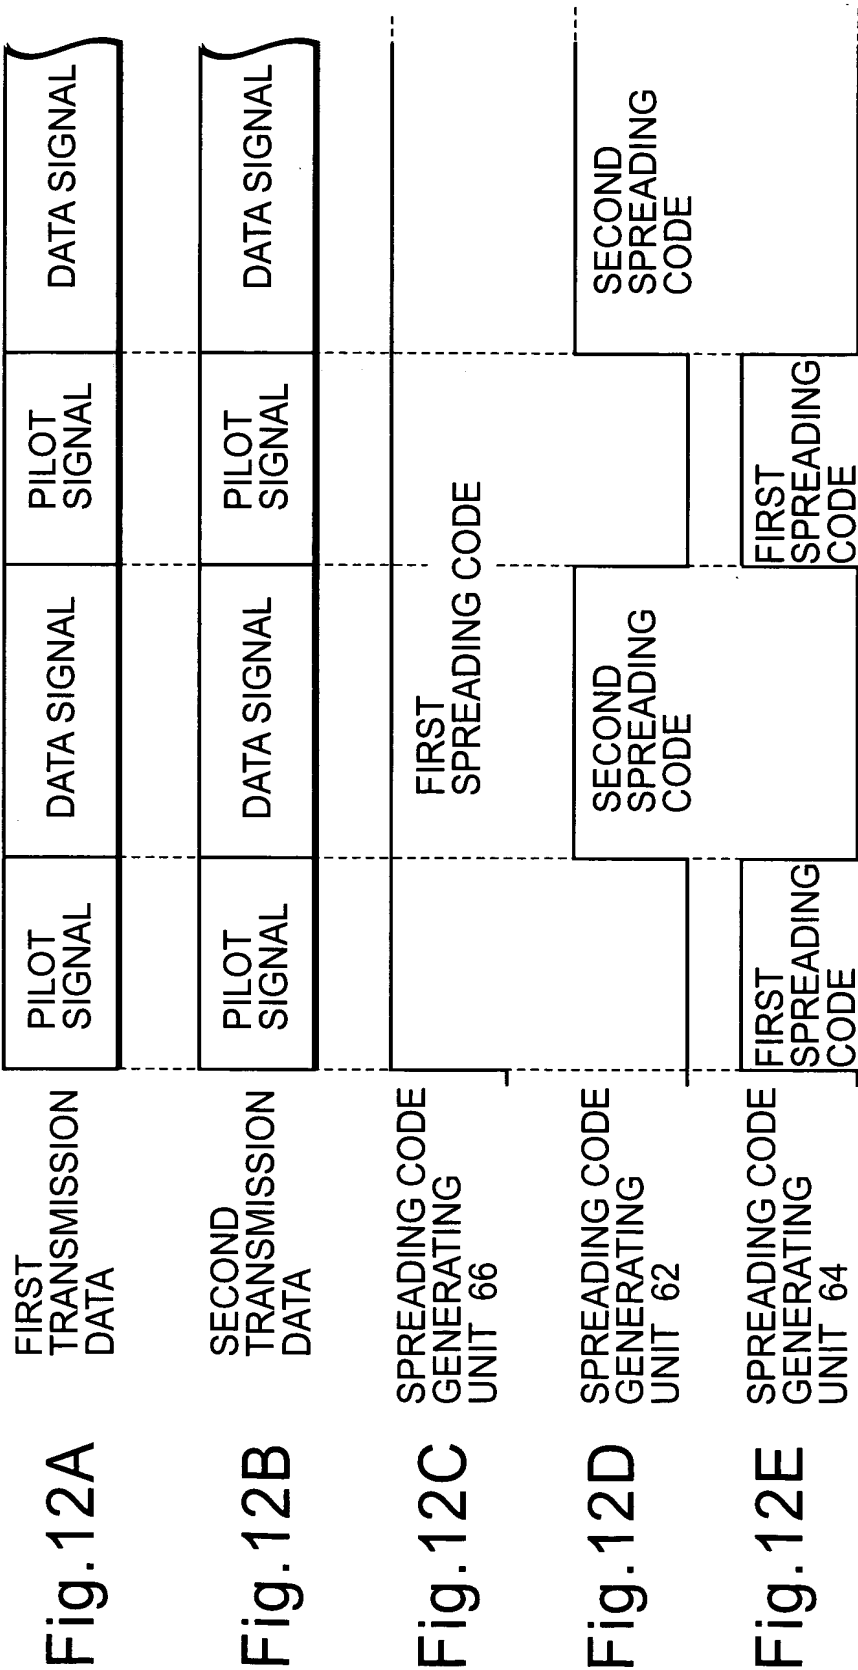 Fig.12A
FIRST
TRANSMISSION
DATA
PILOT
SIGNAL
DATA SIGNAL
PILOT
SIGNAL
DATA SIGNAL
Fig.12B
SECOND
TRANSMISSION
DATA
PILOT
SIGNAL
DATA SIGNAL
PILOT
SIGNAL
DATA SIGNAL
Fig.12C
SPREADING CODE
GENERATING
UNIT 66
FIRST
SPREADING CODE
Fig.12D
SPREADING CODE
GENERATING
UNIT 62
SECOND
SPREADING
CODE
SECOND
SPREADING
CODE
Fig.12E
SPREADING CODE
GENERATING
UNIT 64
FIRST
SPREADING
CODE
FIRST
SPREADING
CODE